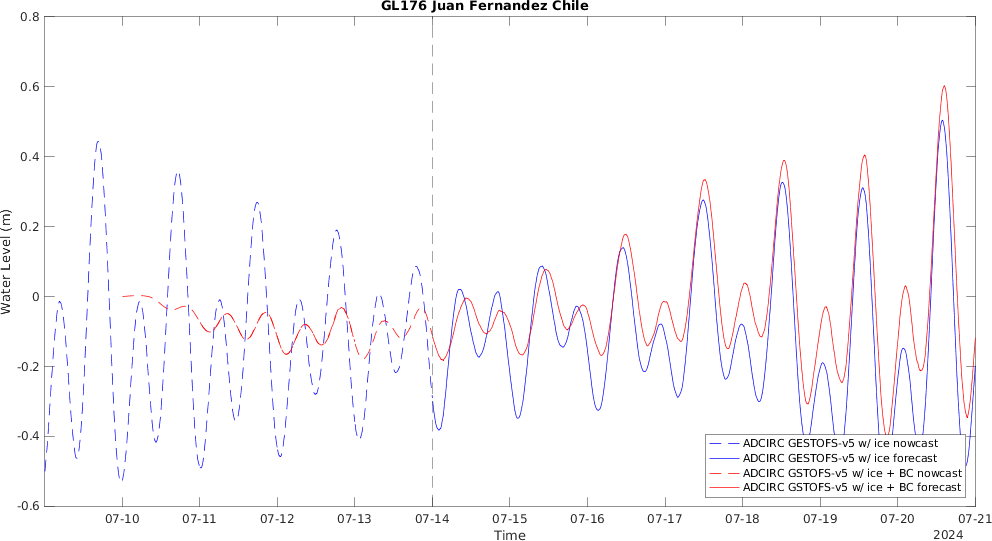 GL176 Juan Fernandez Chile
Water Level (m)
0.8
0.6
0.4
0.2
0
-0.2
-0.4
-0.6
ADCIRC GESTOFS-v5 w/ ice nowcast
ADCIRC GESTOFS-v5 w/ ice forecast
ADCIRC GSTOFS-v5 w/ ice + BC nowcast
ADCIRC GSTOFS-v5 w/ ice + BC forecast
07-10 07-11 07-12 07-13 07-14 07-15 07-16 07-17 07-18 07-19 07-20 07-21
Time
2024